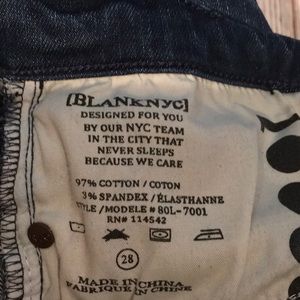 [BLANKNYC]
DESIGNED FOR YOU
BY OUR NYC TEAM
IN THE CITY THAT
NEVER SLEEPS
BECAUSE WE CARE
97% COTTON / COTON
3% SPANDEX / ÉLASTHANNE
STYLE / MODELE # 80L-7001
RN# 114542
28
MADE IN CHINA
FABRIQUE EN CHINE